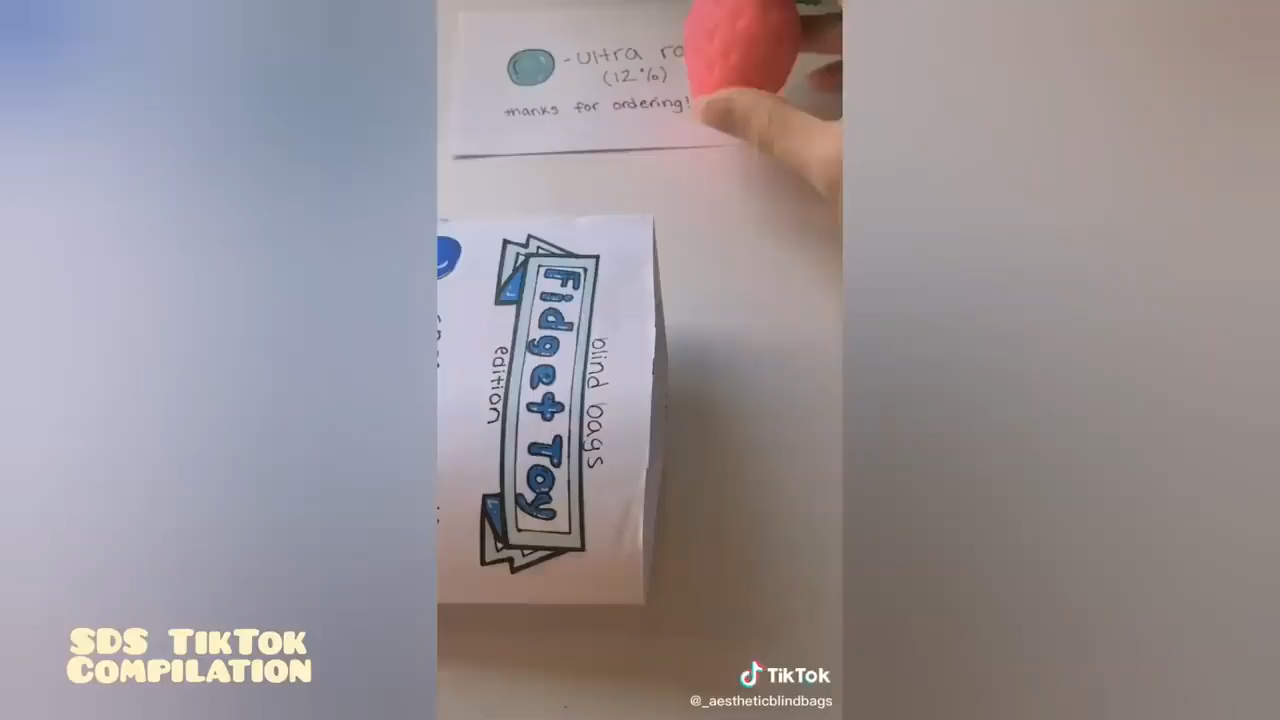 -ultra
(12%)
thanks for ordering!
blind bags
Fidget Toy
edition
SDS TikTok
Compilation
TikTok
@_aestheticblindbags